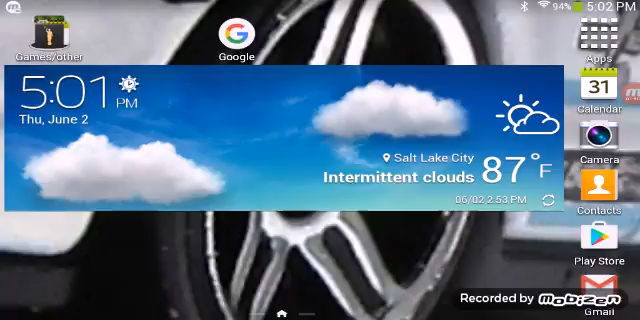 94% 5:02 PM
Games/other
Google
Apps
5:01 PM
Thu, June 2
31
Calendar
Salt Lake City
Intermittent clouds
87°F
06/02 2:53 PM
Camera
Contacts
Play Store
Gmail
Recorded by mobizen